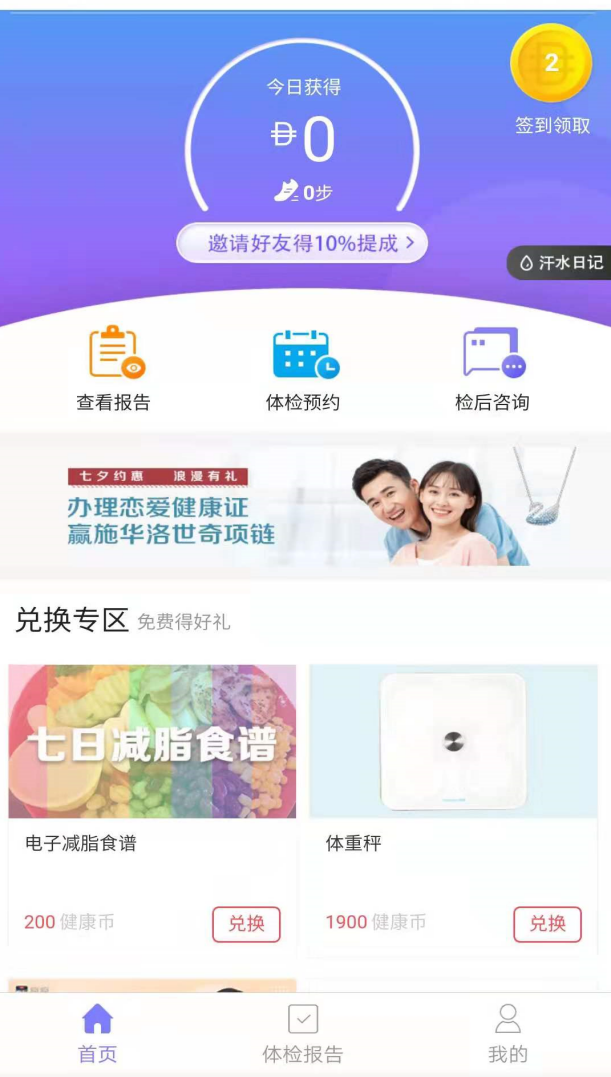 2
今日获得
0
签到领取
0步
邀请好友得10%提成 >
汗水日记
查看报告
体检预约
检后咨询
七夕约惠 浪漫有礼
办理恋爱健康证
赢施华洛世奇项链
兑换专区 免费得好礼
七日减脂食谱
电子减脂食谱
体重秤
200 健康币
兑换
1900 健康币
兑换
首页
体检报告
我的